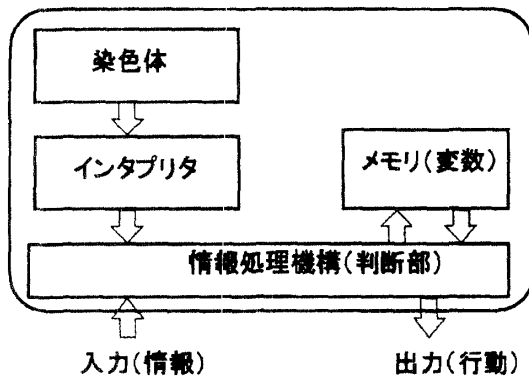 染色体
インタプリタ
メモリ(変数)
情報処理機構(判断部)
入力(情報)
出力(行動)